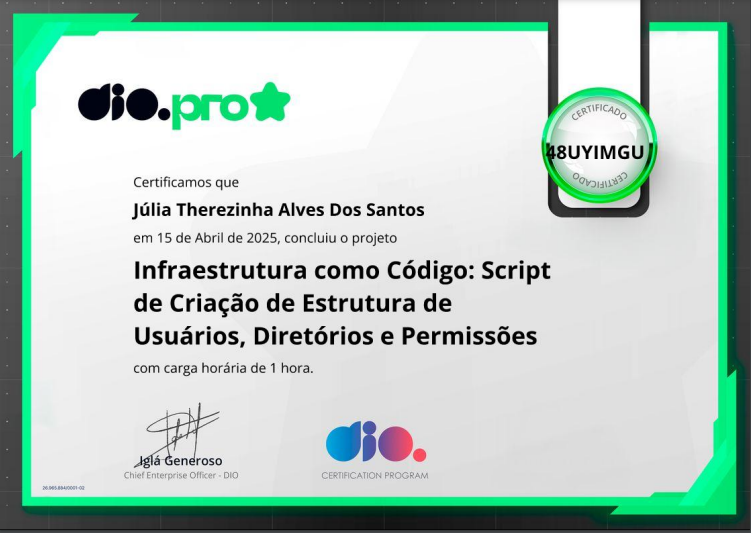 dio.pro
CERTIFICADO
48UYIMGU
CERTIFICADO
Certificamos que
Júlia Therezinha Alves Dos Santos
em 15 de Abril de 2025, concluiu o projeto
Infraestrutura como Código: Script
de Criação de Estrutura de
Usuários, Diretórios e Permissões
com carga horária de 1 hora.
Iglá Generoso
Chief Enterprise Officer - DIO
dio.
CERTIFICATION PROGRAM